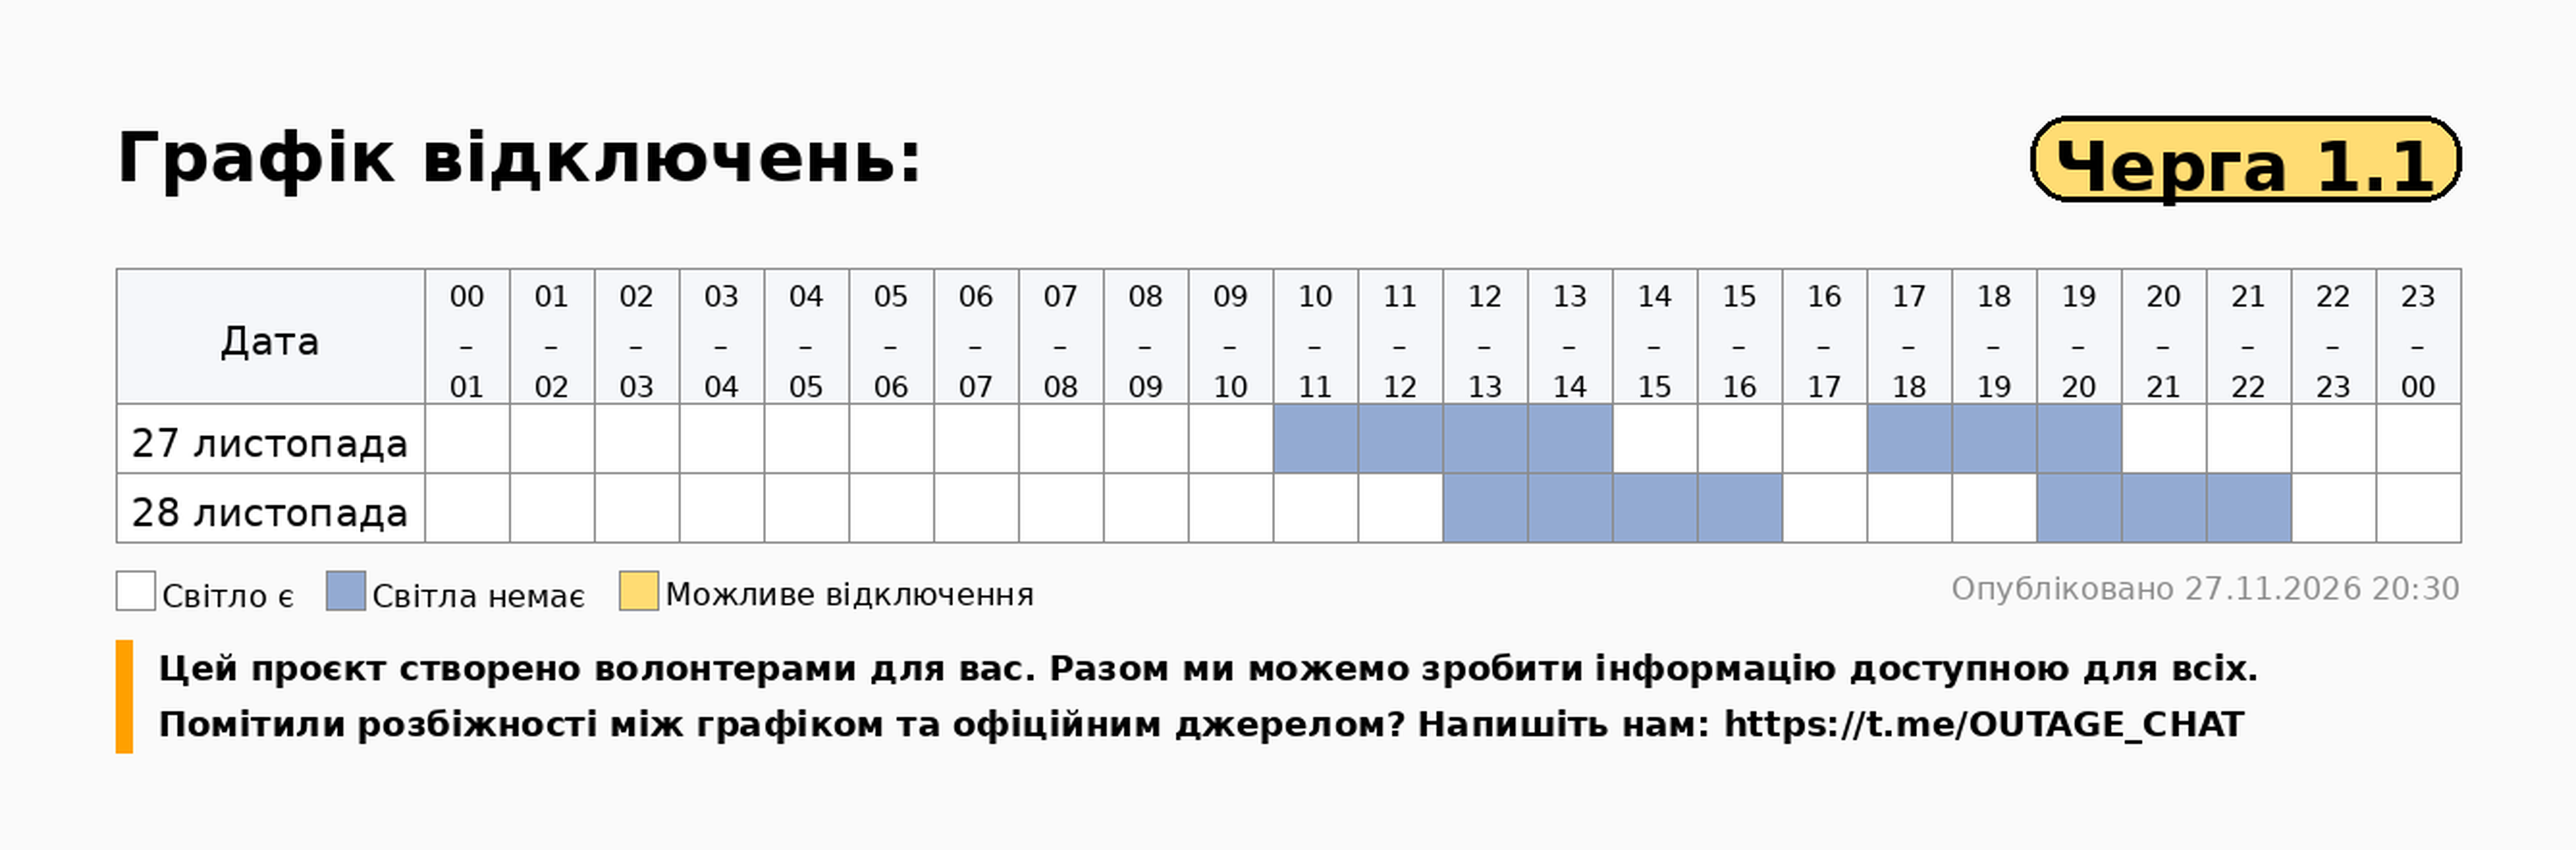 Графік відключень:
Черга 1.1
Дата 00 – 01 01 – 02 02 – 03 03 – 04 04 – 05 05 – 06 06 – 07 07 – 08 08 – 09 09 – 10 10 – 11 11 – 12 12 – 13 13 – 14 14 – 15 15 – 16 16 – 17 17 – 18 18 – 19 19 – 20 20 – 21 21 – 22 22 – 23 23 – 00
27 листопада
28 листопада
Світло є Світла немає Можливе відключення
Опубліковано 27.11.2026 20:30
Цей проєкт створено волонтерами для вас. Разом ми можемо зробити інформацію доступною для всіх.
Помітили розбіжності між графіком та офіційним джерелом? Напишіть нам: https://t.me/OUTAGE_CHAT